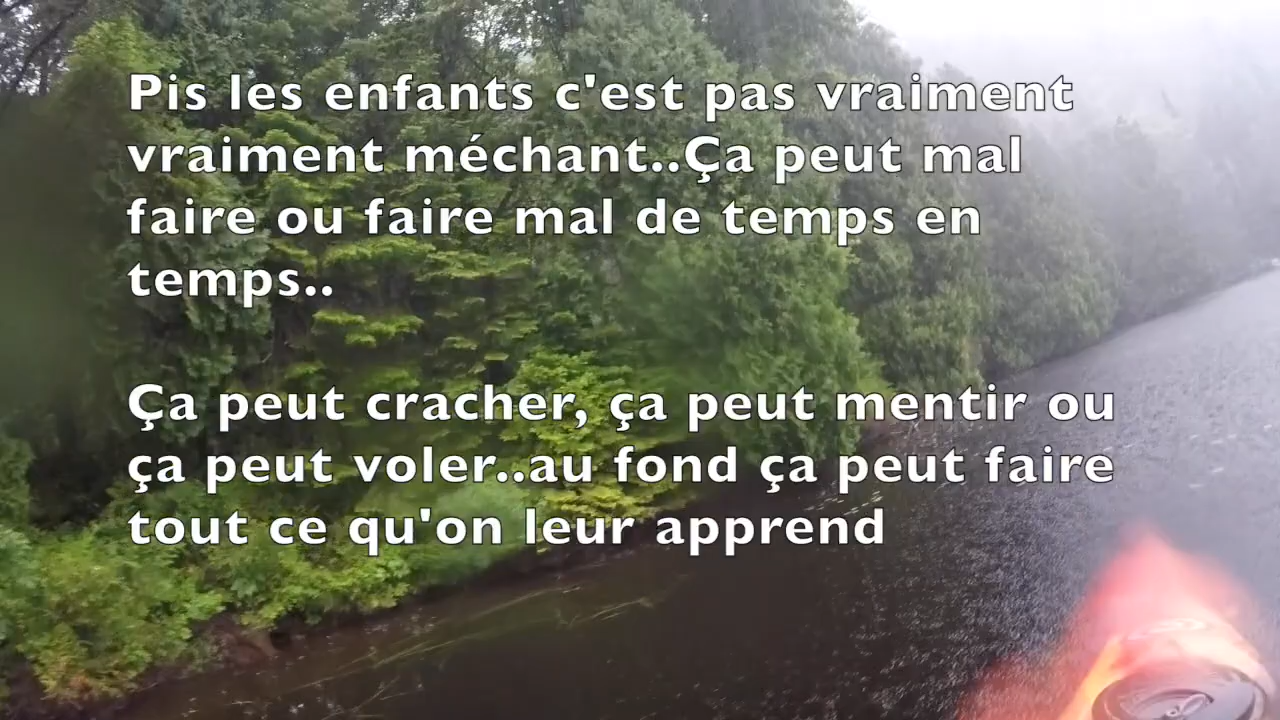 Pis les enfants c'est pas vraiment
vraiment méchant..Ça peut mal
faire ou faire mal de temps en
temps..
Ça peut cracher, ça peut mentir ou
ça peut voler..au fond ça peut faire
tout ce qu'on leur apprend